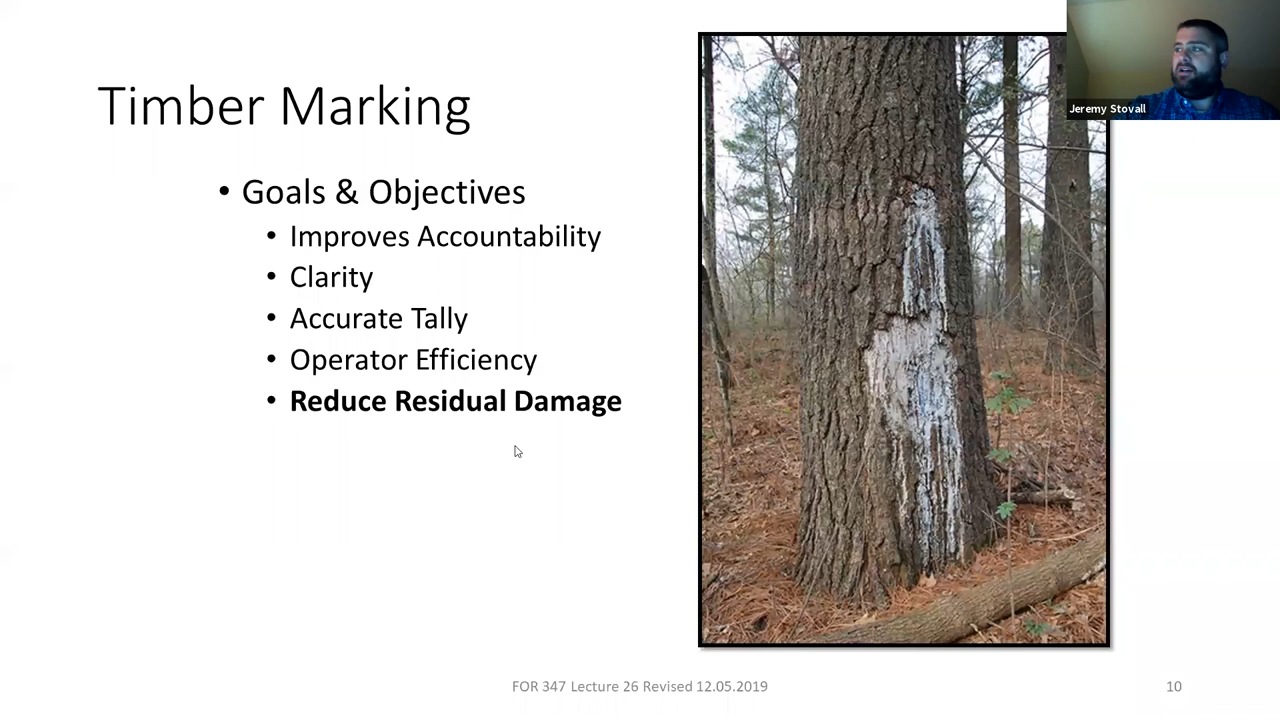 Jeremy Stovall
Timber Marking
• Goals & Objectives
• Improves Accountability
• Clarity
• Accurate Tally
• Operator Efficiency
• Reduce Residual Damage
FOR 347 Lecture 26 Revised 12.05.2019
10